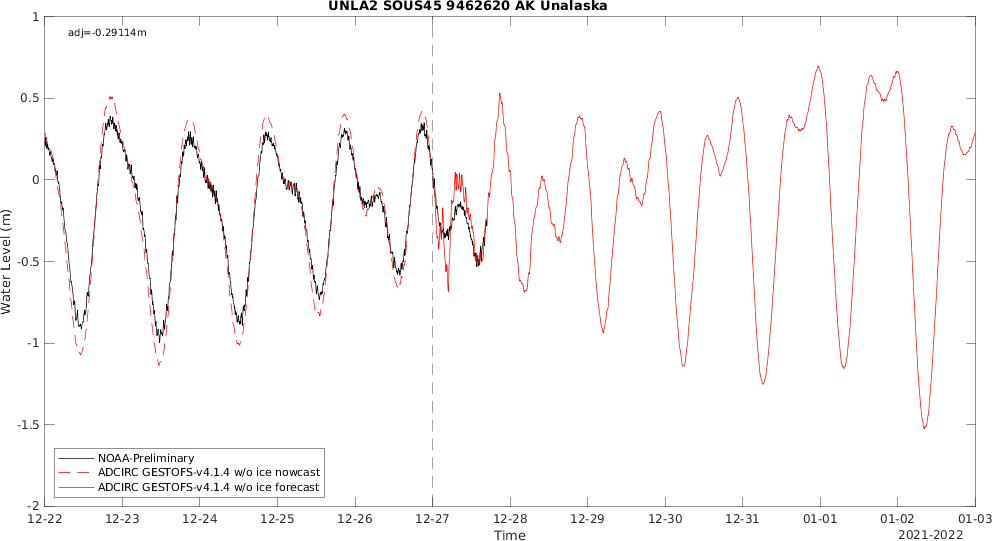 UNLA2 SOUS45 9462620 AK Unalaska
adj=-0.29114m
1
0.5
0
-0.5
-1
-1.5
-2
Water Level (m)
NOAA-Preliminary
ADCIRC GESTOFS-v4.1.4 w/o ice nowcast
ADCIRC GESTOFS-v4.1.4 w/o ice forecast
12-22 12-23 12-24 12-25 12-26 12-27 12-28 12-29 12-30 12-31 01-01 01-02 01-03
Time
2021-2022